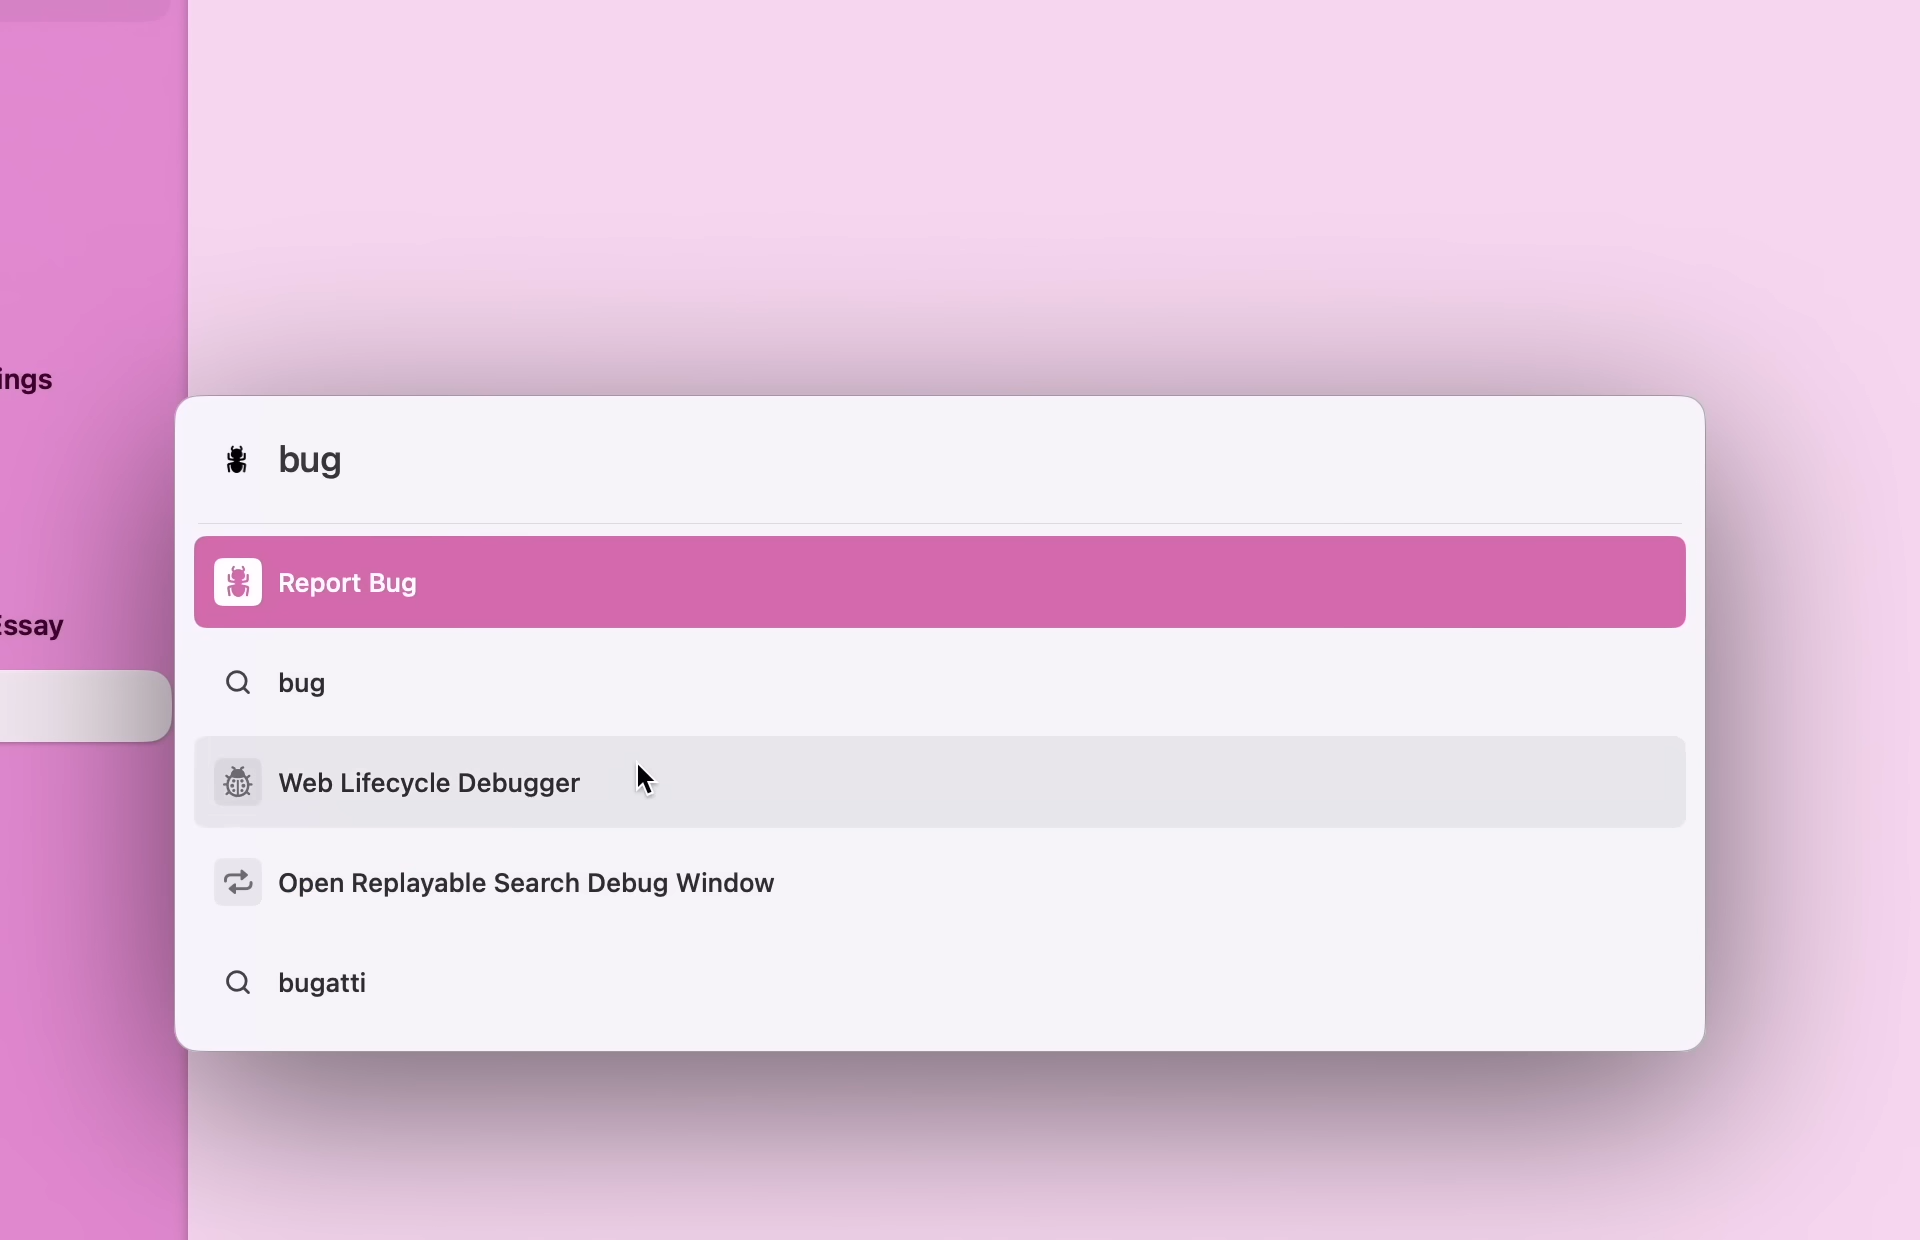 ings
Essay
bug
Report Bug
bug
Web Lifecycle Debugger
Open Replayable Search Debug Window
bugatti